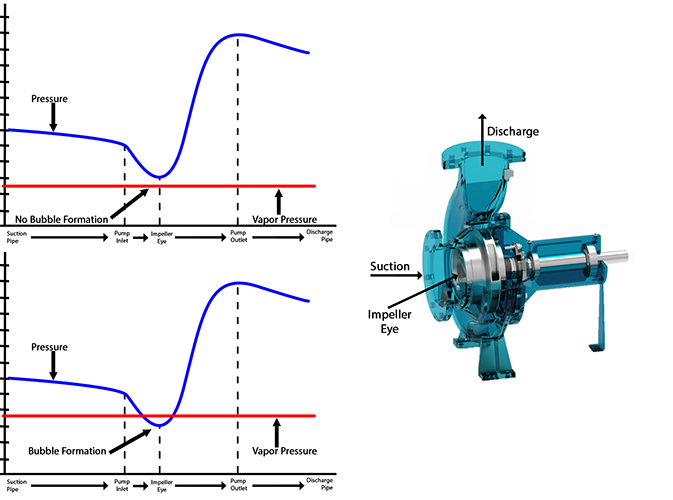 Pressure
No Bubble Formation
Vapor Pressure
Suction
Pipe
Pump
Inlet
Impeller
Eye
Pump
Outlet
Discharge
Pipe
Pressure
Bubble Formation
Vapor Pressure
Suction
Pipe
Pump
Inlet
Impeller
Eye
Pump
Outlet
Discharge
Pipe
Discharge
Suction
Impeller
Eye